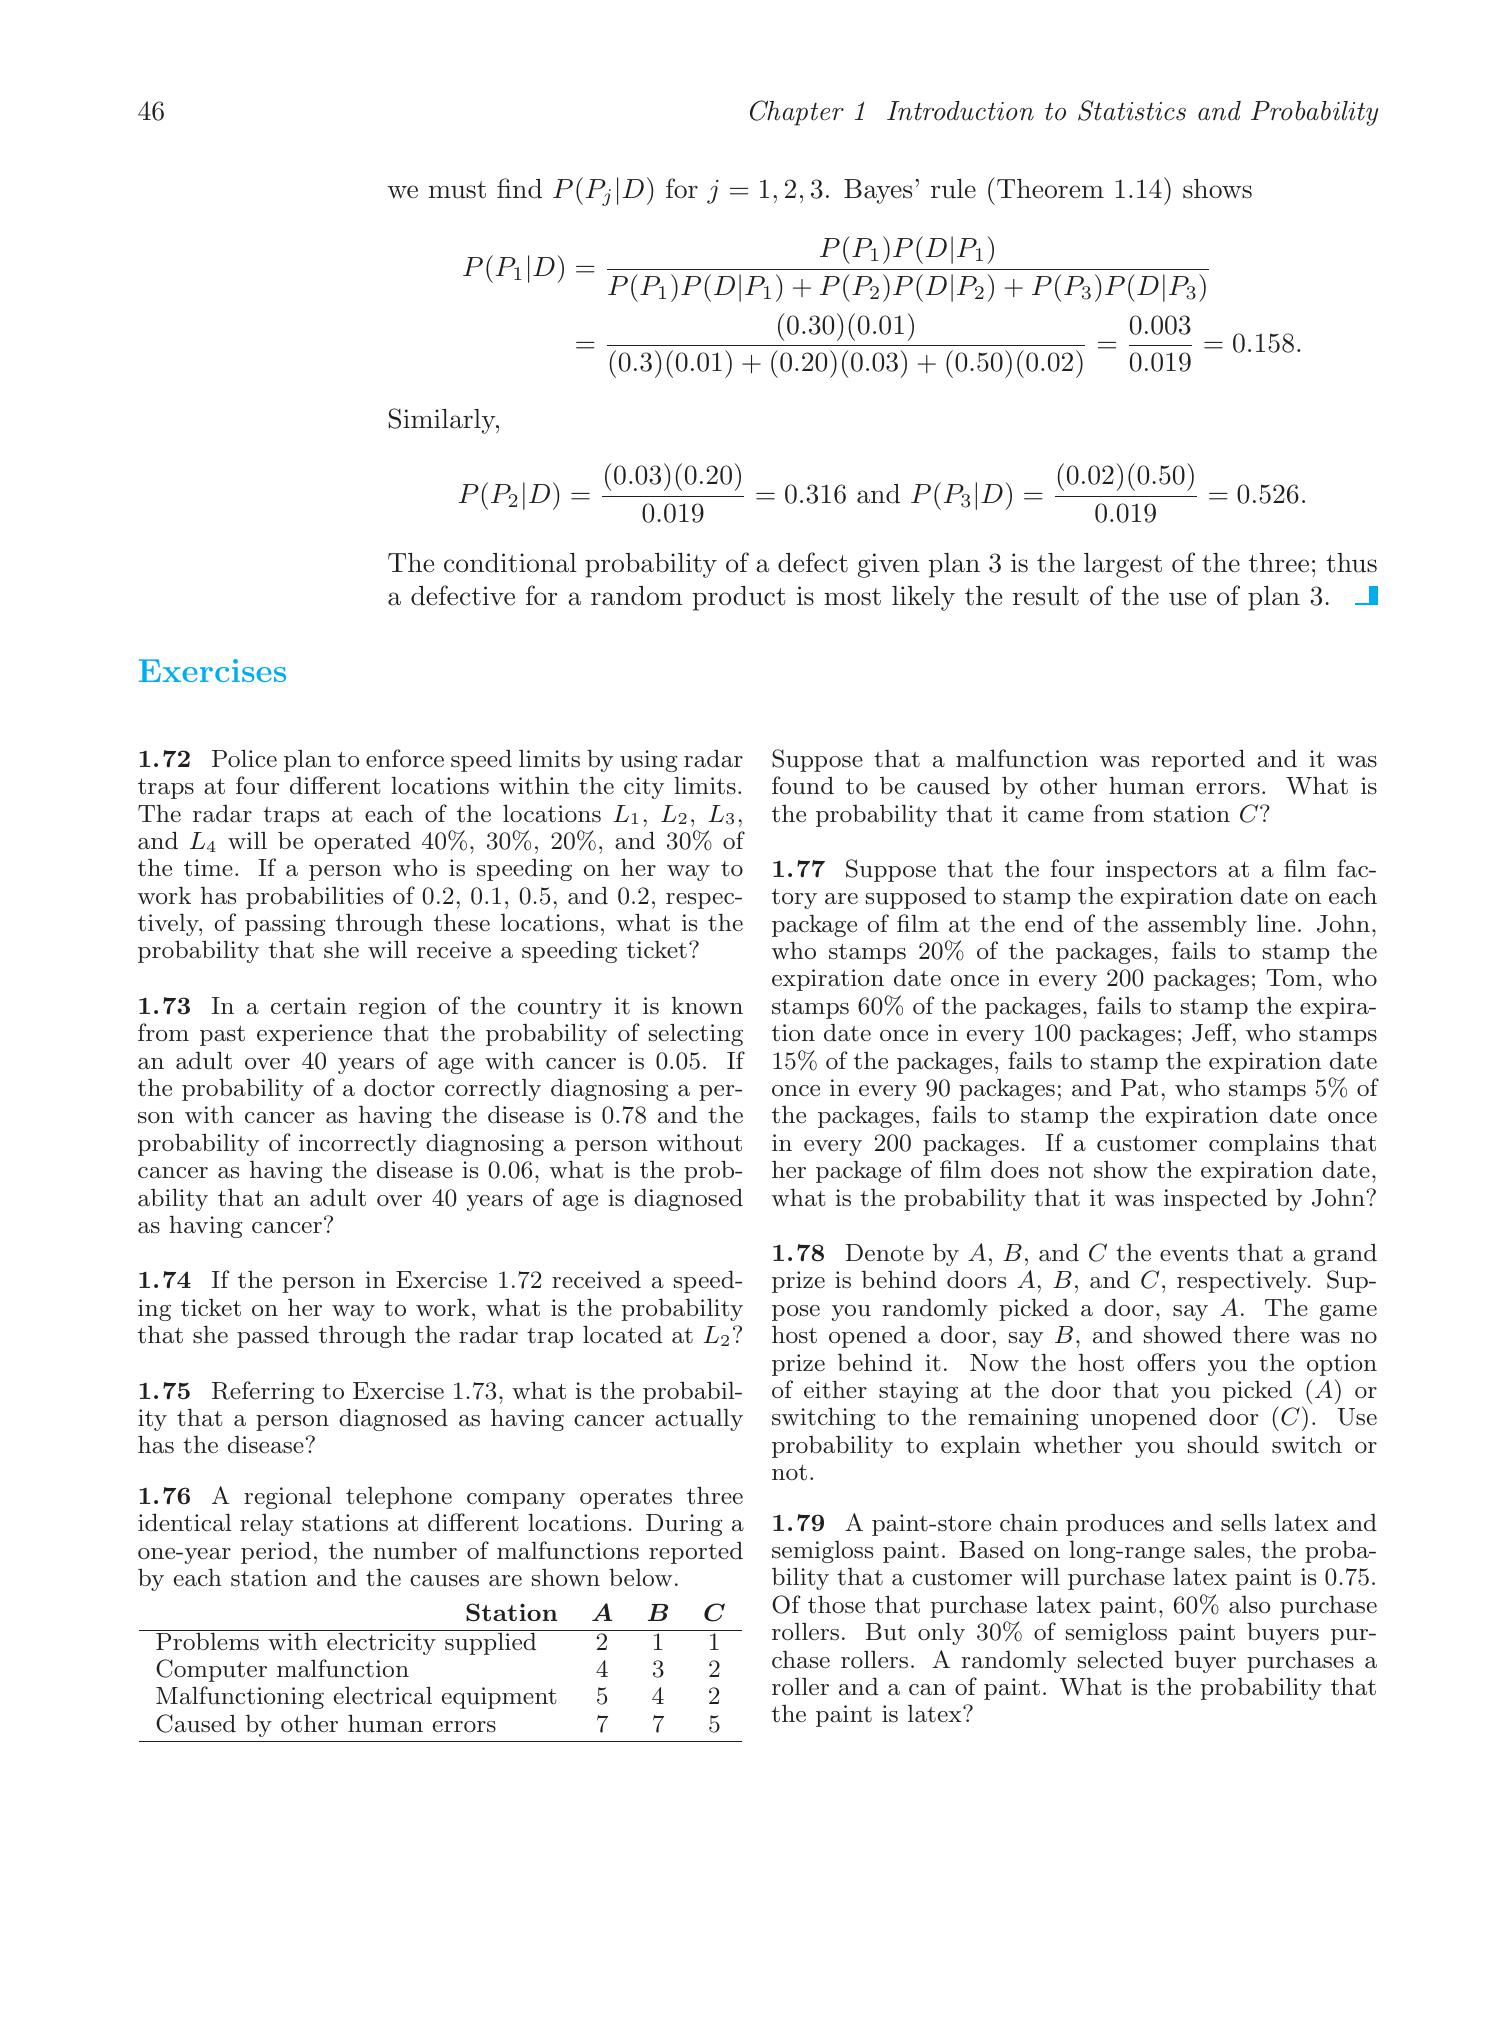 46
Chapter 1 Introduction to Statistics and Probability
we must find P(P_j|D) for j = 1, 2, 3. Bayes' rule (Theorem 1.14) shows
P(P_1|D) = \frac{P(P_1)P(D|P_1)}{P(P_1)P(D|P_1) + P(P_2)P(D|P_2) + P(P_3)P(D|P_3)}
= \frac{(0.30)(0.01)}{(0.3)(0.01) + (0.20)(0.03) + (0.50)(0.02)} = \frac{0.003}{0.019} = 0.158.
Similarly,
P(P_2|D) = \frac{(0.03)(0.20)}{0.019} = 0.316 and P(P_3|D) = \frac{(0.02)(0.50)}{0.019} = 0.526.
The conditional probability of a defect given plan 3 is the largest of the three; thus
a defective for a random product is most likely the result of the use of plan 3.
Exercises
1.72 Police plan to enforce speed limits by using radar
traps at four different locations within the city limits.
The radar traps at each of the locations L_1, L_2, L_3,
and L_4 will be operated 40%, 30%, 20%, and 30% of
the time. If a person who is speeding on her way to
work has probabilities of 0.2, 0.1, 0.5, and 0.2, respec-
tively, of passing through these locations, what is the
probability that she will receive a speeding ticket?
1.73 In a certain region of the country it is known
from past experience that the probability of selecting
an adult over 40 years of age with cancer is 0.05. If
the probability of a doctor correctly diagnosing a per-
son with cancer as having the disease is 0.78 and the
probability of incorrectly diagnosing a person without
cancer as having the disease is 0.06, what is the prob-
ability that an adult over 40 years of age is diagnosed
as having cancer?
1.74 If the person in Exercise 1.72 received a speed-
ing ticket on her way to work, what is the probability
that she passed through the radar trap located at L_2?
1.75 Referring to Exercise 1.73, what is the probabil-
ity that a person diagnosed as having cancer actually
has the disease?
1.76 A regional telephone company operates three
identical relay stations at different locations. During a
one-year period, the number of malfunctions reported
by each station and the causes are shown below.
Station A B C
Problems with electricity supplied 2 1 1
Computer malfunction 4 3 2
Malfunctioning electrical equipment 5 4 2
Caused by other human errors 7 7 5
Suppose that a malfunction was reported and it was
found to be caused by other human errors. What is
the probability that it came from station C?
1.77 Suppose that the four inspectors at a film fac-
tory are supposed to stamp the expiration date on each
package of film at the end of the assembly line. John,
who stamps 20% of the packages, fails to stamp the
expiration date once in every 200 packages; Tom, who
stamps 60% of the packages, fails to stamp the expira-
tion date once in every 100 packages; Jeff, who stamps
15% of the packages, fails to stamp the expiration date
once in every 90 packages; and Pat, who stamps 5% of
the packages, fails to stamp the expiration date once
in every 200 packages. If a customer complains that
her package of film does not show the expiration date,
what is the probability that it was inspected by John?
1.78 Denote by A, B, and C the events that a grand
prize is behind doors A, B, and C, respectively. Sup-
pose you randomly picked a door, say A. The game
host opened a door, say B, and showed there was no
prize behind it. Now the host offers you the option
of either staying at the door that you picked (A) or
switching to the remaining unopened door (C). Use
probability to explain whether you should switch or
not.
1.79 A paint-store chain produces and sells latex and
semigloss paint. Based on long-range sales, the proba-
bility that a customer will purchase latex paint is 0.75.
Of those that purchase latex paint, 60% also purchase
rollers. But only 30% of semigloss paint buyers pur-
chase rollers. A randomly selected buyer purchases a
roller and a can of paint. What is the probability that
the paint is latex?